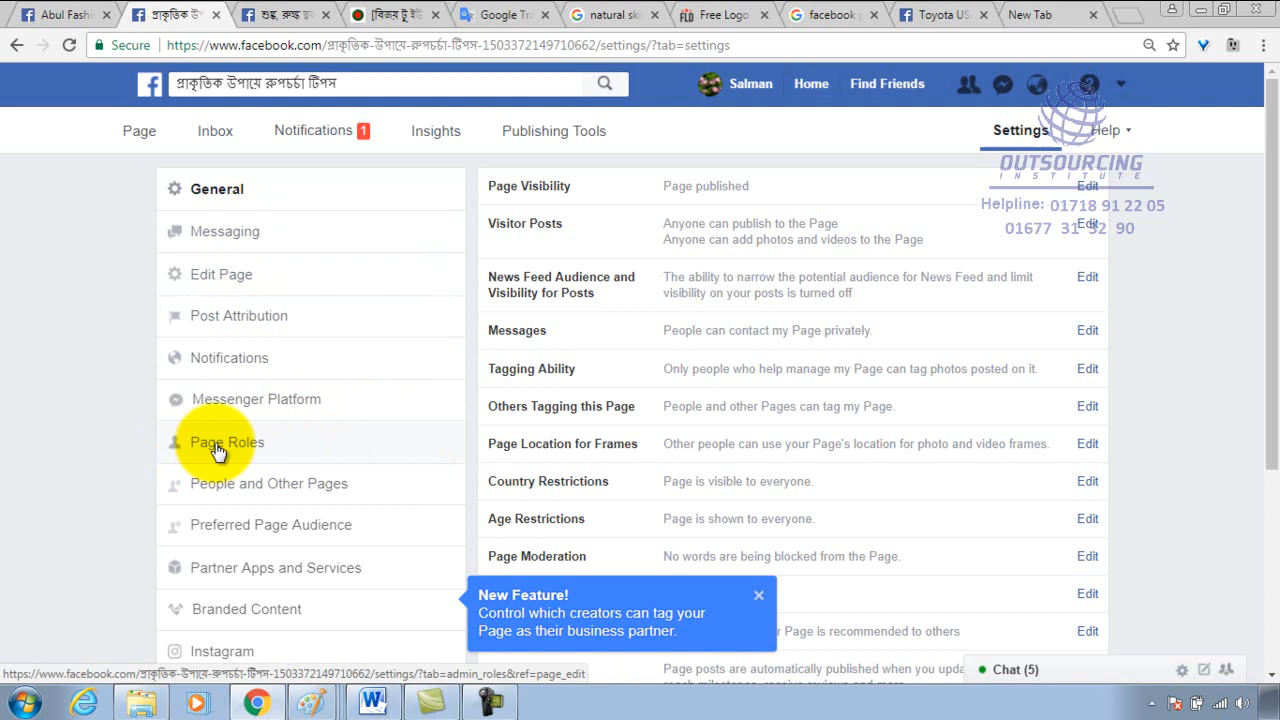 Abul Fashi
প্রাকৃতিক উপায়ে
শুষ্ক, রুক্ষ
[বিজয় টু ইউ
Google Tra
natural ski
Free Logo
facebook
Toyota US
New Tab
Secure
https://www.facebook.com/প্রাকৃতিক-উপায়ে-রুপচর্চা-টিপস-1503372149710662/settings/?tab=settings
প্রাকৃতিক উপায়ে রুপচর্চা টিপস
Salman
Home
Find Friends
Page
Inbox
Notifications 1
Insights
Publishing Tools
Settings
Help
OUTSOURCING
INSTITUTE
Helpline: 01718 91 22 05
01677 31 32 90
General
Messaging
Edit Page
Post Attribution
Notifications
Messenger Platform
Page Roles
People and Other Pages
Preferred Page Audience
Partner Apps and Services
Branded Content
Instagram
Page Visibility
Page published
Edit
Visitor Posts
Anyone can publish to the Page
Anyone can add photos and videos to the Page
Edit
News Feed Audience and
Visibility for Posts
The ability to narrow the potential audience for News Feed and limit
visibility on your posts is turned off
Edit
Messages
People can contact my Page privately.
Edit
Tagging Ability
Only people who help manage my Page can tag photos posted on it.
Edit
Others Tagging this Page
People and other Pages can tag my Page.
Edit
Page Location for Frames
Other people can use your Page's location for photo and video frames.
Edit
Country Restrictions
Page is visible to everyone.
Edit
Age Restrictions
Page is shown to everyone.
Edit
Page Moderation
No words are being blocked from the Page.
Edit
Edit
Page is recommended to others
Edit
New Feature!
Control which creators can tag your
Page as their business partner.
Page posts are automatically published when you upda
Chat (5)
https://www.facebook.com/প্রাকৃতিক-উপায়ে-রুপচর্চা-টিপস-1503372149710662/settings/?tab=admin_roles&ref=page_edit